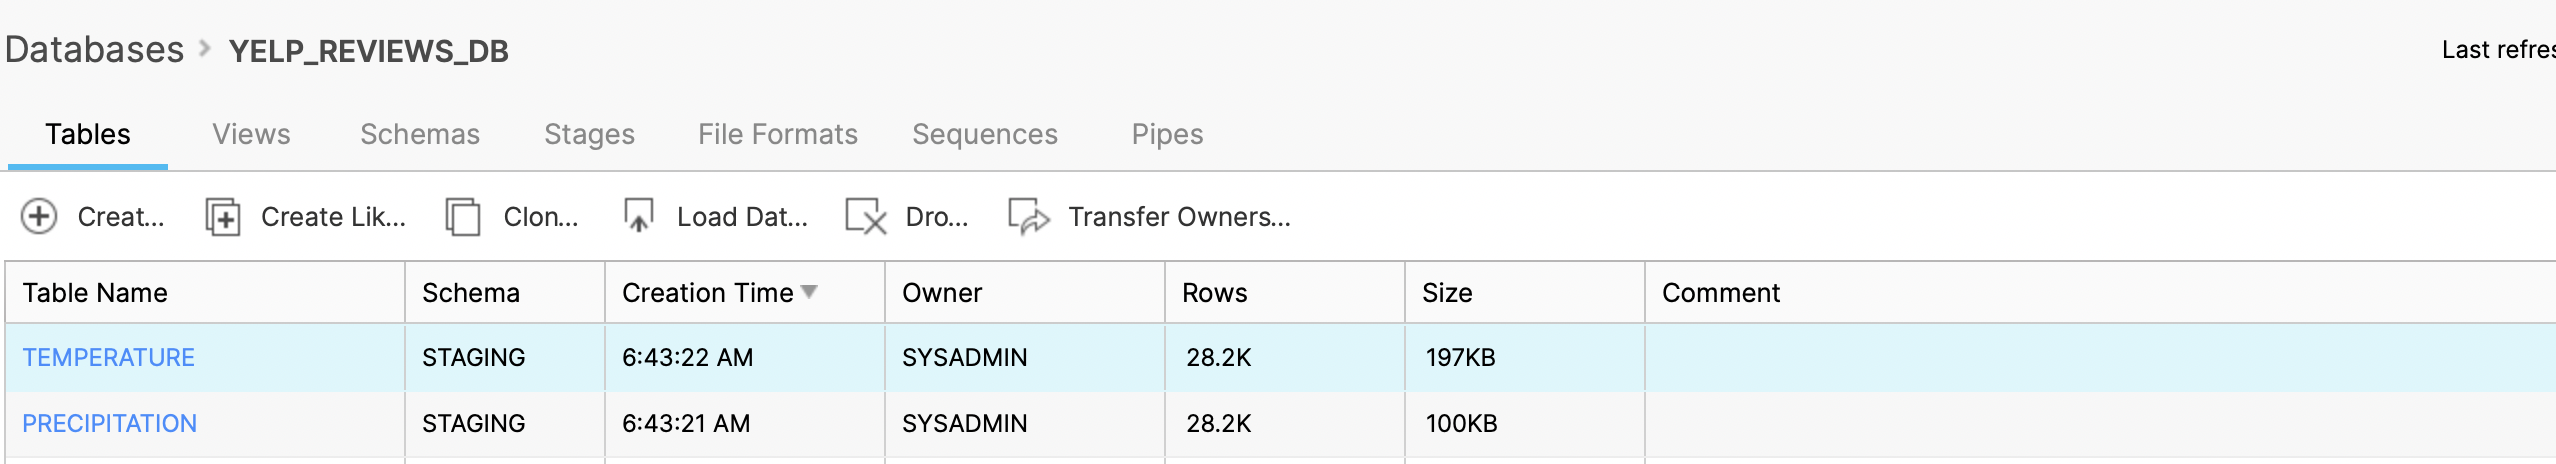 Databases > YELP_REVIEWS_DB Last refres
Tables Views Schemas Stages File Formats Sequences Pipes
Creat... Create Lik... Clon... Load Dat... Dro... Transfer Owners...
Table Name Schema Creation Time Owner Rows Size Comment
TEMPERATURE STAGING 6:43:22 AM SYSADMIN 28.2K 197KB
PRECIPITATION STAGING 6:43:21 AM SYSADMIN 28.2K 100KB